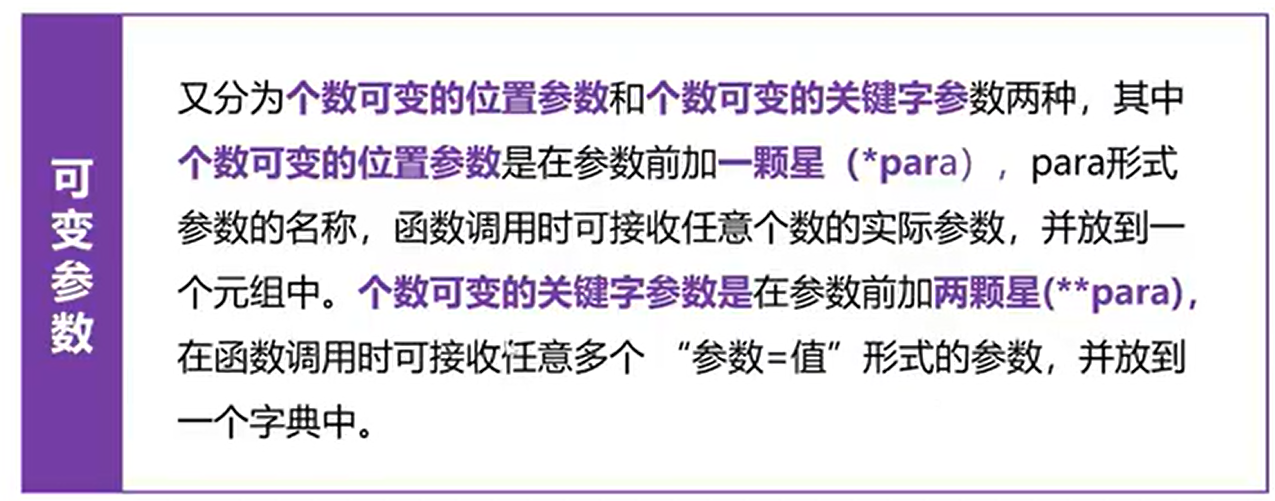 可变参数
又分为个数可变的位置参数和个数可变的关键字参数两种，其中
个数可变的位置参数是在参数前加一颗星（*para），para形式
参数的名称，函数调用时可接收任意个数的实际参数，并放到一
个元组中。个数可变的关键字参数是在参数前加两颗星(**para)，
在函数调用时可接收任意多个 “参数=值”形式的参数，并放到
一个字典中。